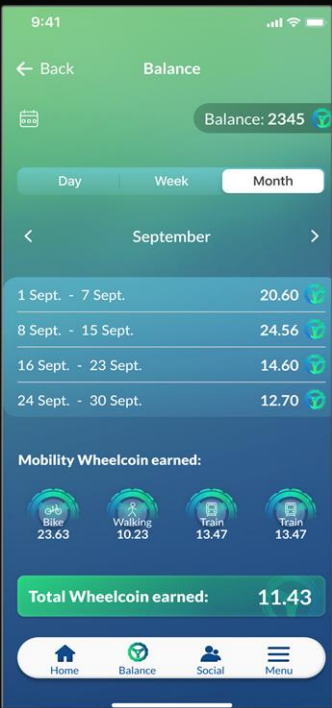 9:41
Back
Balance
Balance: 2345
Day Week Month
September
1 Sept. - 7 Sept. 20.60
8 Sept. - 15 Sept. 24.56
16 Sept. - 23 Sept. 14.60
24 Sept. - 30 Sept. 12.70
Mobility Wheelcoin earned:
Bike Walking Train Train
23.63 10.23 13.47 13.47
Total Wheelcoin earned: 11.43
Home Balance Social Menu